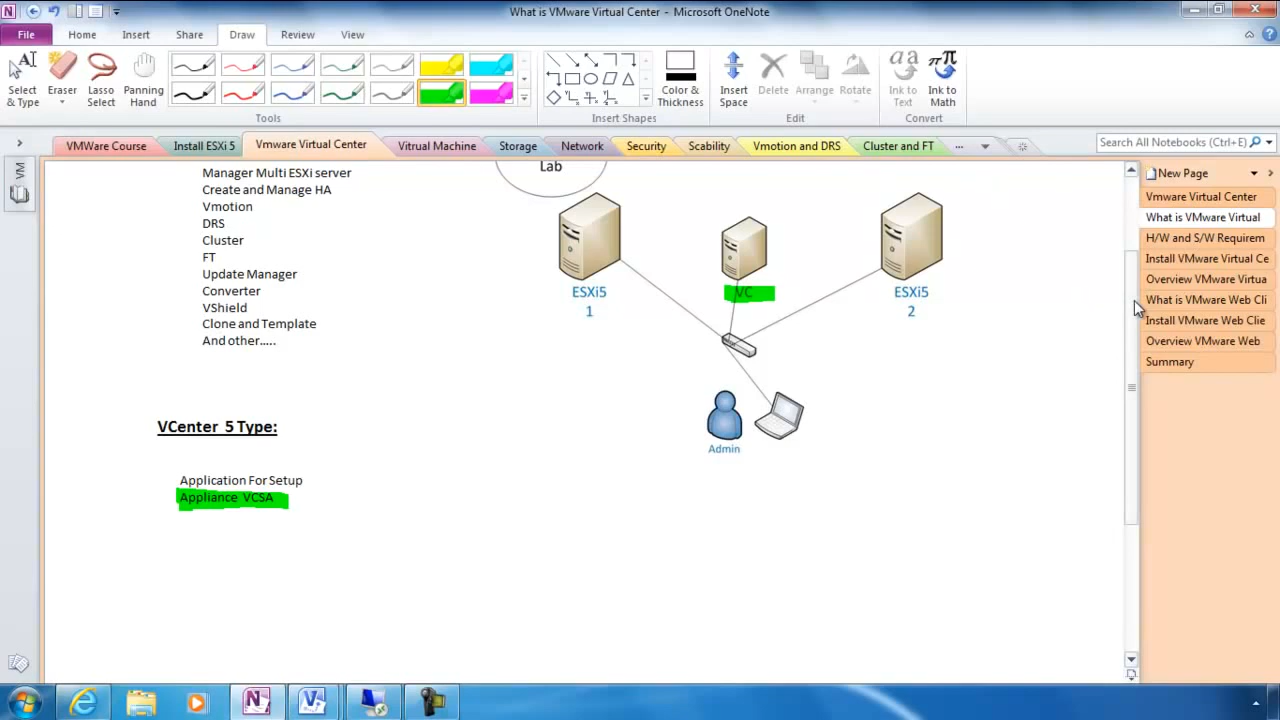 What is VMware Virtual Center - Microsoft OneNote
File Home Insert Share Draw Review View
Select & Type
Eraser
Lasso Select
Panning Hand
Color & Thickness
Insert Space
Delete
Arrange
Rotate
Ink to Text
Ink to Math
Tools Insert Shapes Edit Convert
VMWare Course Install ESXi 5 Vmware Virtual Center Vitrual Machine Storage Network Security Scability Vmotion and DRS Cluster and FT ...
Search All Notebooks (Ctrl+E)
VM
New Page
Vmware Virtual Center
What is VMware Virtual
H/W and S/W Requirem
Install VMware Virtual Ce
Overview VMware Virtua
What is VMware Web Cli
Install VMware Web Clie
Overview VMware Web
Summary
Manager Multi ESXi server
Create and Manage HA
Vmotion
DRS
Cluster
FT
Update Manager
Converter
VShield
Clone and Template
And other.....
Lab
ESXi5
1
VC
ESXi5
2
Admin
VCenter 5 Type:
Application For Setup
Appliance VCSA